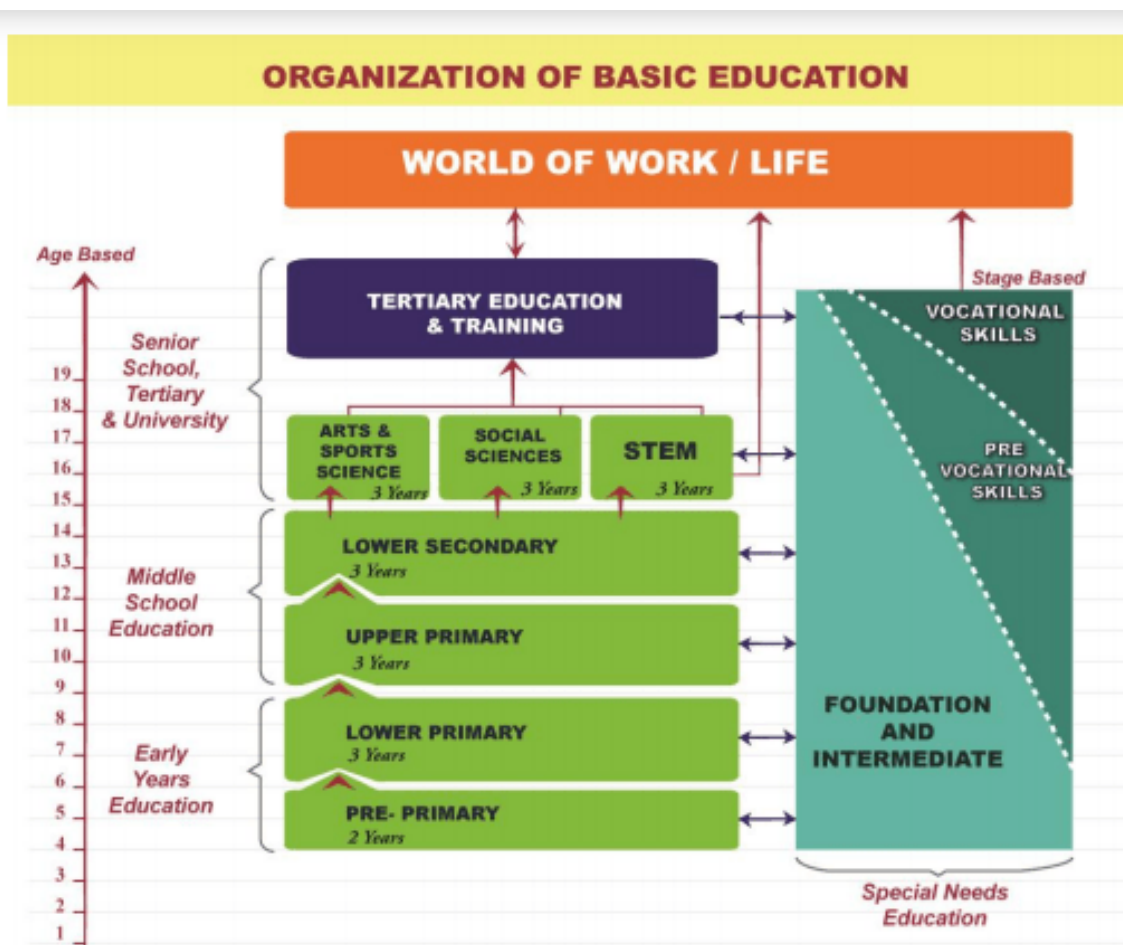 ORGANIZATION OF BASIC EDUCATION
WORLD OF WORK / LIFE
Age Based
Stage Based
TERTIARY EDUCATION
& TRAINING
VOCATIONAL
SKILLS
Senior
School,
Tertiary
& University
ARTS &
SPORTS
SCIENCE
3 Years
SOCIAL
SCIENCES
3 Years
STEM
3 Years
PRE
VOCATIONAL
SKILLS
Middle
School
Education
LOWER SECONDARY
3 Years
UPPER PRIMARY
3 Years
Early
Years
Education
LOWER PRIMARY
3 Years
PRE- PRIMARY
2 Years
FOUNDATION
AND
INTERMEDIATE
Special Needs
Education
19
18
17
16
15
14
13
12
11
10
9
8
7
6
5
4
3
2
1